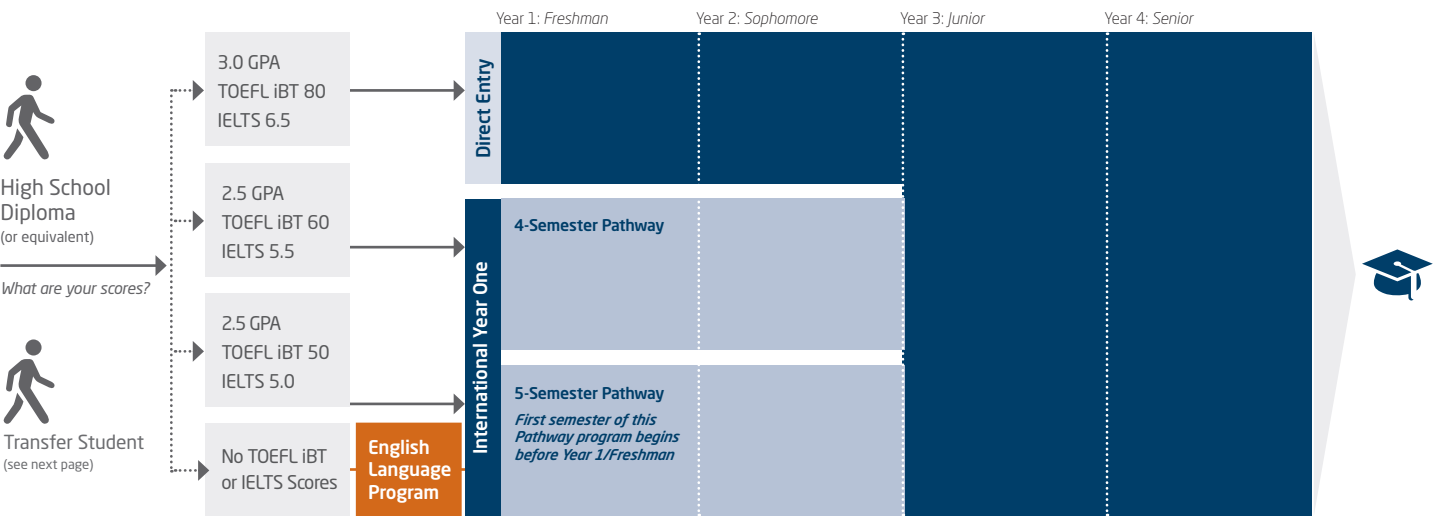 Year 1: Freshman
Year 2: Sophomore
Year 3: Junior
Year 4: Senior
High School
Diploma
(or equivalent)
What are your scores?
Transfer Student
(see next page)
3.0 GPA
TOEFL iBT 80
IELTS 6.5
2.5 GPA
TOEFL iBT 60
IELTS 5.5
2.5 GPA
TOEFL iBT 50
IELTS 5.0
No TOEFL iBT
or IELTS Scores
English
Language
Program
Direct Entry
International Year One
4-Semester Pathway
5-Semester Pathway
First semester of this
Pathway program begins
before Year 1/Freshman